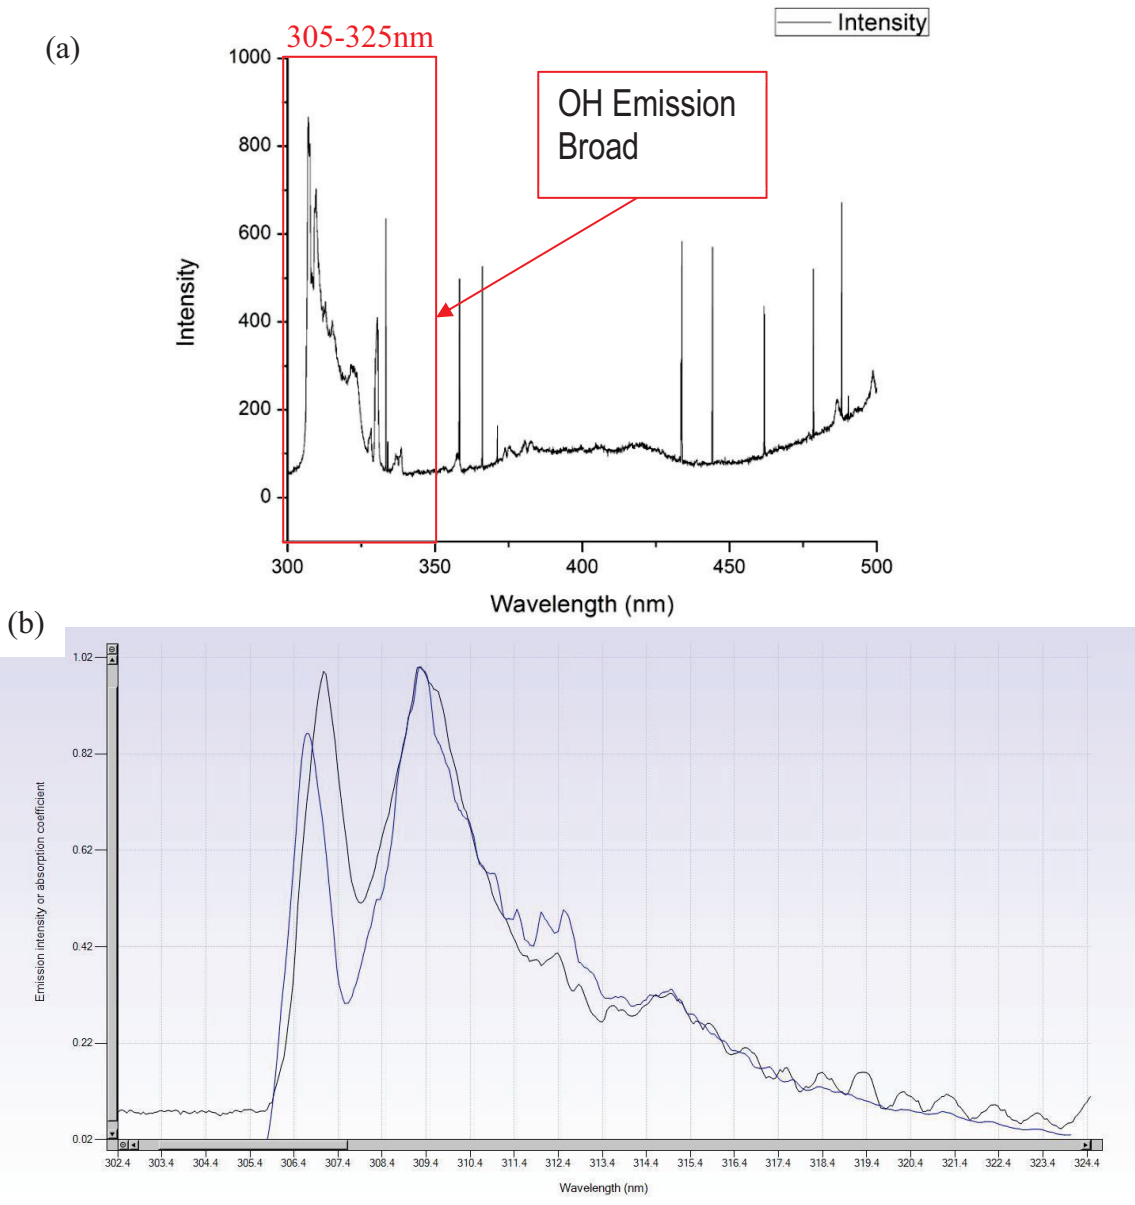 (a)
Intensity
305-325nm
OH Emission
Broad
1000
800
600
400
200
0
Intensity
300
350
400
450
500
Wavelength (nm)
(b)
1.02
0.82
0.62
0.42
0.22
0.02
Emission intensity or absorption coefficient
302.4 303.4 304.4 305.4 306.4 307.4 308.4 309.4 310.4 311.4 312.4 313.4 314.4 315.4 316.4 317.4 318.4 319.4 320.4 321.4 322.4 323.4 324.4
Wavelength (nm)